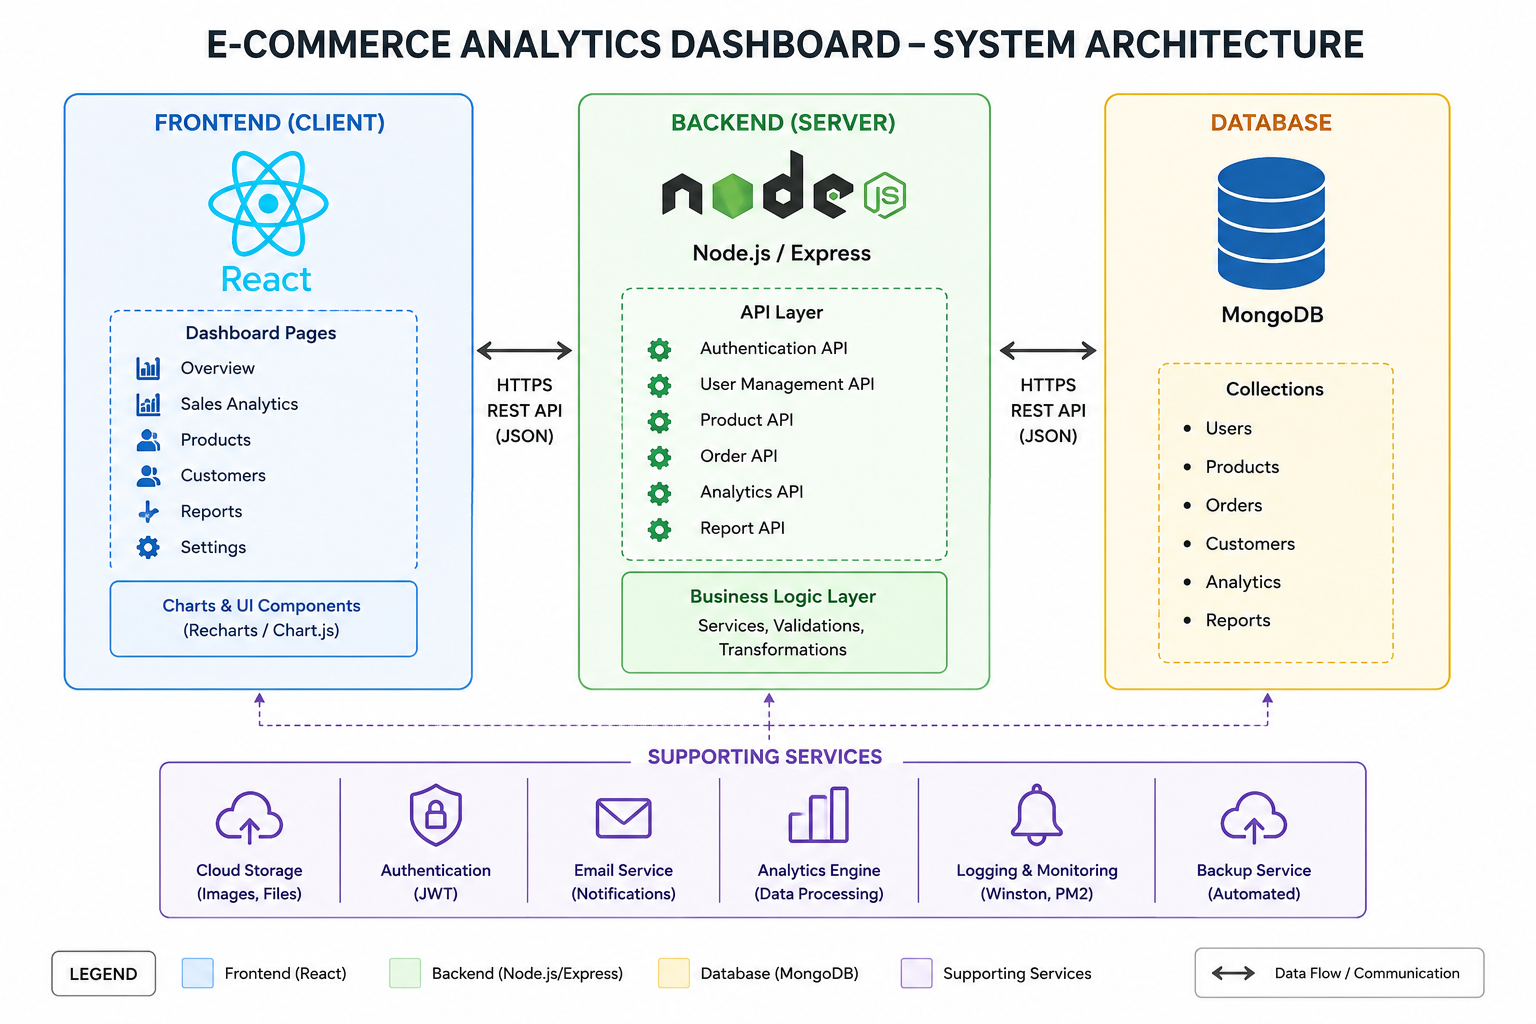 E-COMMERCE ANALYTICS DASHBOARD – SYSTEM ARCHITECTURE
FRONTEND (CLIENT)
React
Dashboard Pages
Overview
Sales Analytics
Products
Customers
Reports
Settings
Charts & UI Components
(Recharts / Chart.js)
HTTPS
REST API
(JSON)
BACKEND (SERVER)
node JS
Node.js / Express
API Layer
Authentication API
User Management API
Product API
Order API
Analytics API
Report API
Business Logic Layer
Services, Validations,
Transformations
HTTPS
REST API
(JSON)
DATABASE
MongoDB
Collections
• Users
• Products
• Orders
• Customers
• Analytics
• Reports
SUPPORTING SERVICES
Cloud Storage
(Images, Files)
Authentication
(JWT)
Email Service
(Notifications)
Analytics Engine
(Data Processing)
Logging & Monitoring
(Winston, PM2)
Backup Service
(Automated)
LEGEND
Frontend (React)
Backend (Node.js/Express)
Database (MongoDB)
Supporting Services
Data Flow / Communication